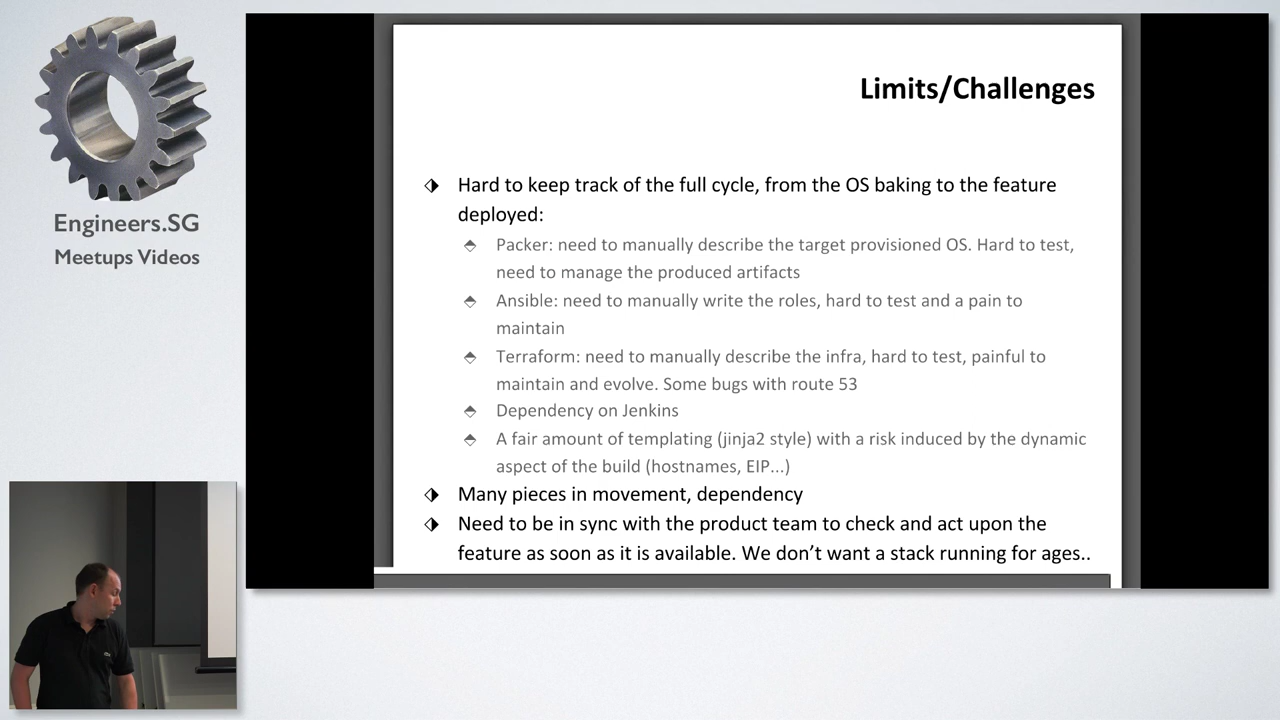 Engineers.SG
Meetups Videos
Limits/Challenges
Hard to keep track of the full cycle, from the OS baking to the feature
deployed:
Packer: need to manually describe the target provisioned OS. Hard to test,
need to manage the produced artifacts
Ansible: need to manually write the roles, hard to test and a pain to
maintain
Terraform: need to manually describe the infra, hard to test, painful to
maintain and evolve. Some bugs with route 53
Dependency on Jenkins
A fair amount of templating (jinja2 style) with a risk induced by the dynamic
aspect of the build (hostnames, EIP...)
Many pieces in movement, dependency
Need to be in sync with the product team to check and act upon the
feature as soon as it is available. We don’t want a stack running for ages..